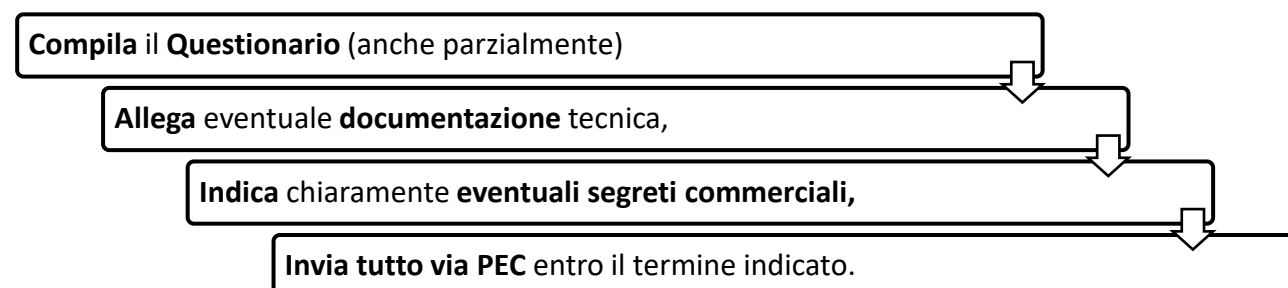 Compila il Questionario (anche parzialmente)
Allega eventuale documentazione tecnica,
Indica chiaramente eventuali segreti commerciali,
Invia tutto via PEC entro il termine indicato.